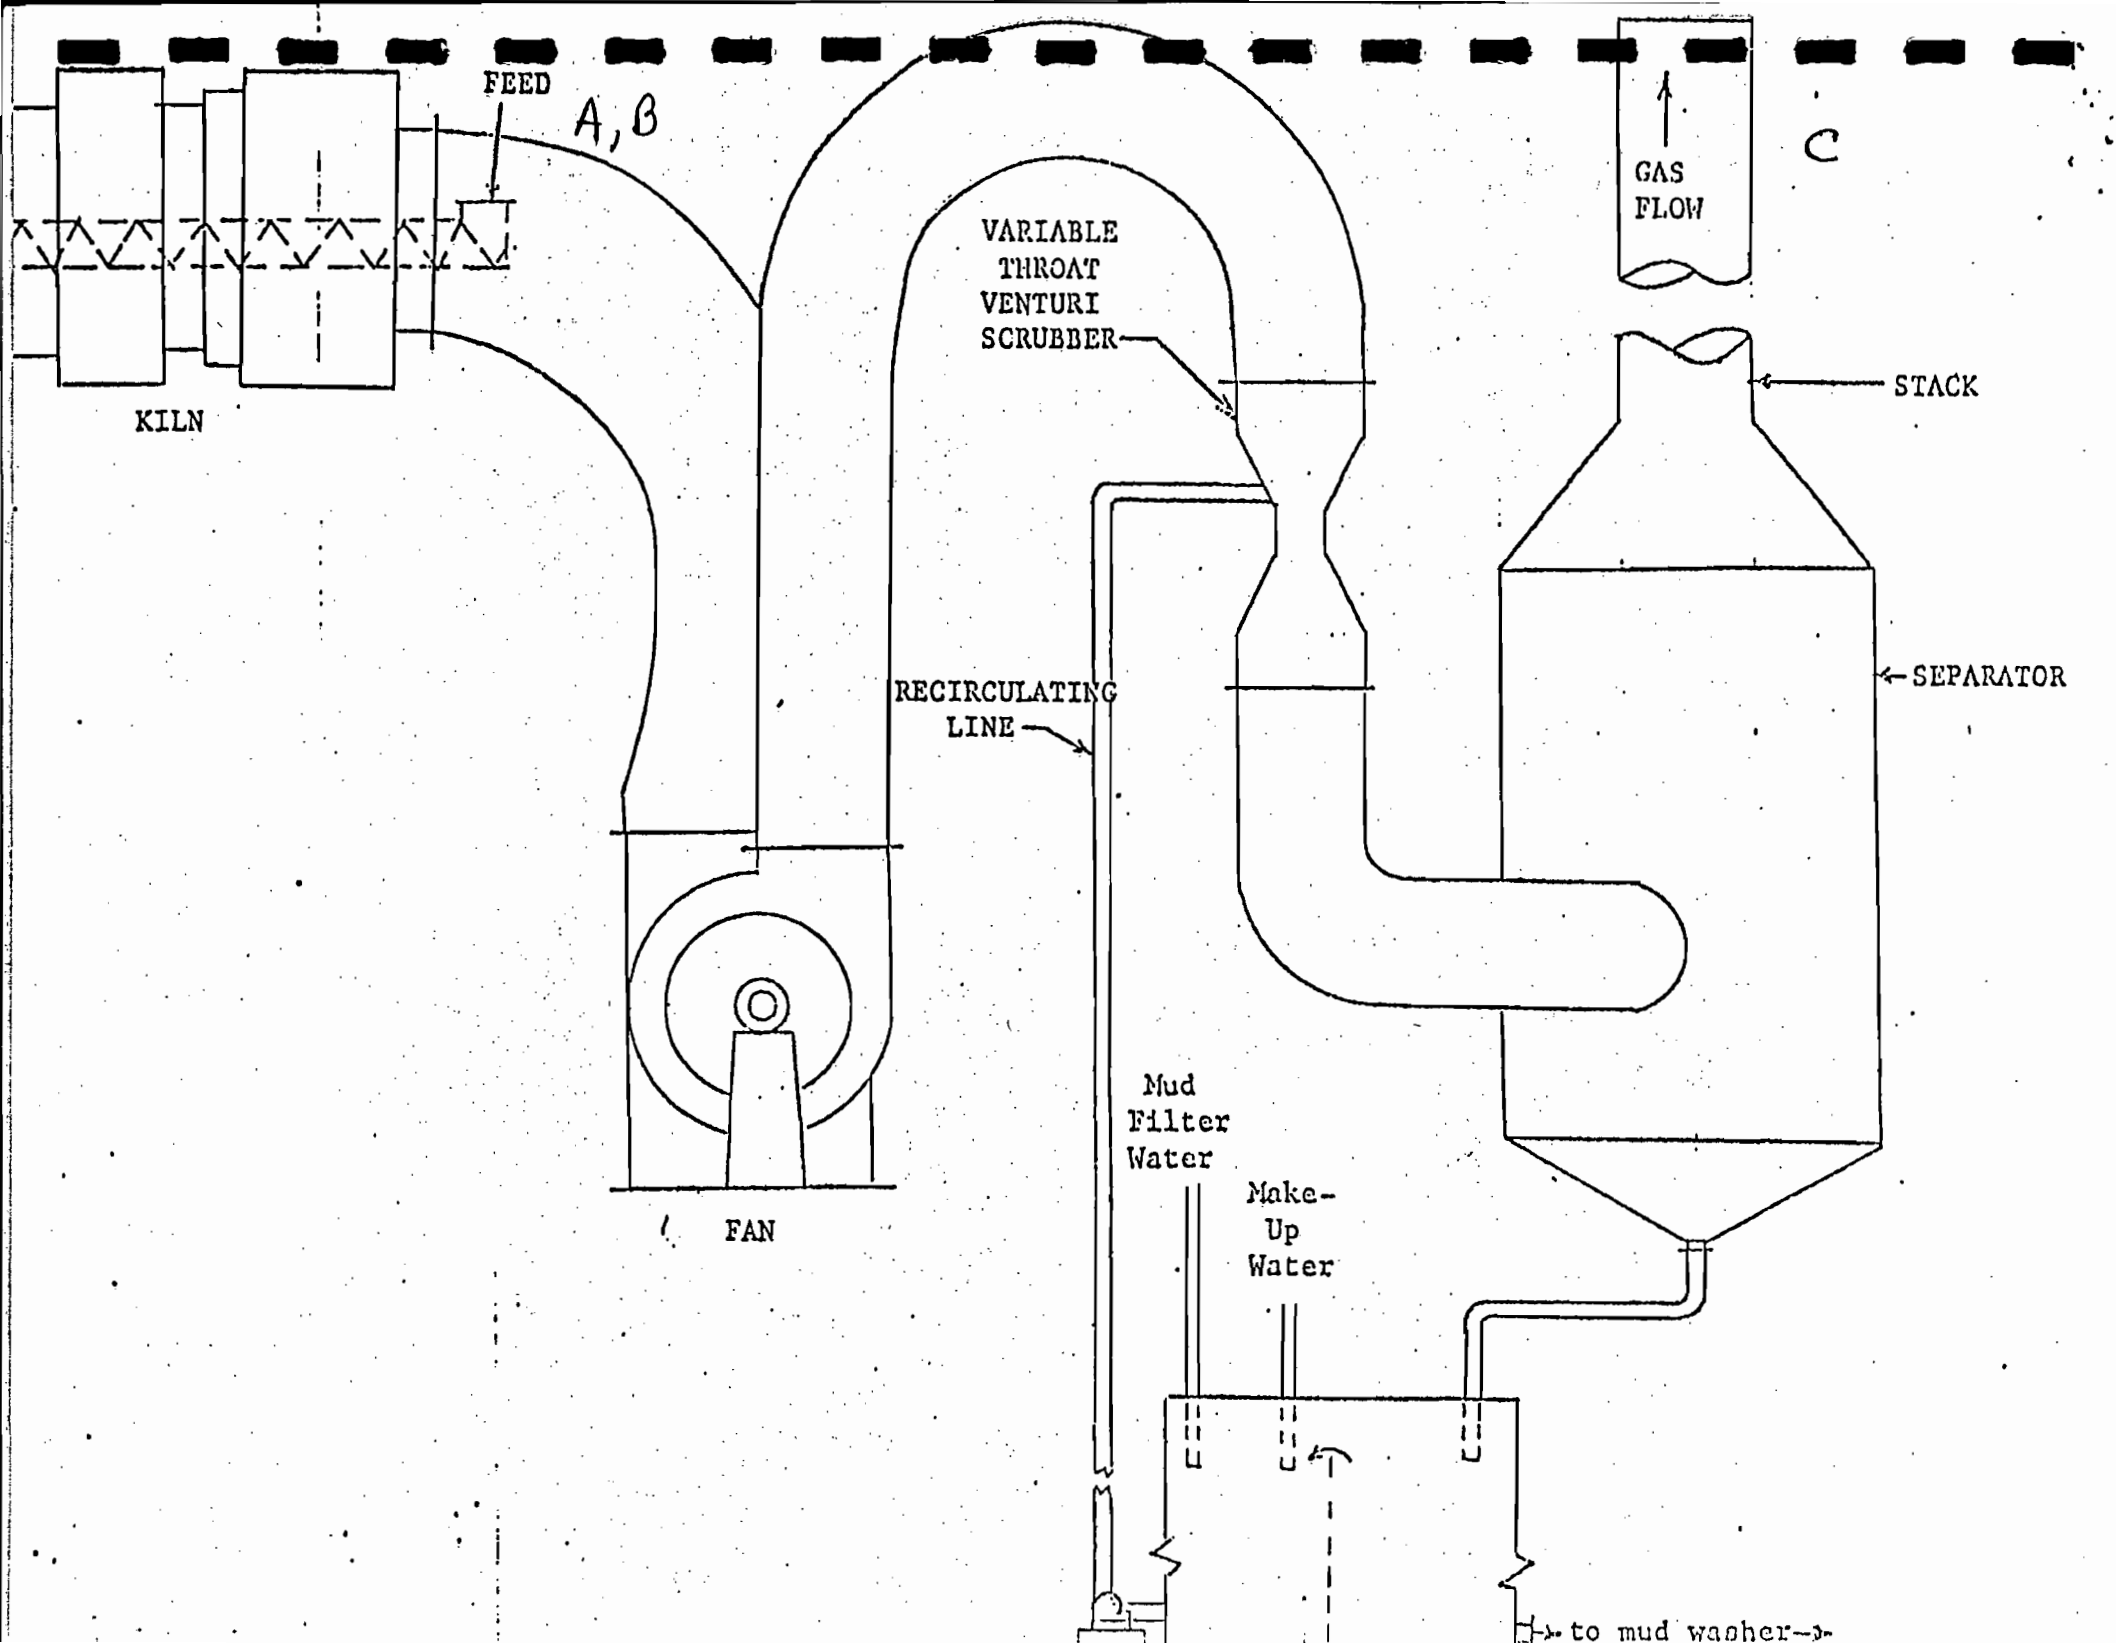 FEED
A, B
C
GAS
FLOW
VARIABLE
THROAT
VENTURI
SCRUBBER
STACK
KILN
RECIRCULATING
LINE
SEPARATOR
Mud
Filter
Water
Make-
Up
Water
FAN
to mud washer